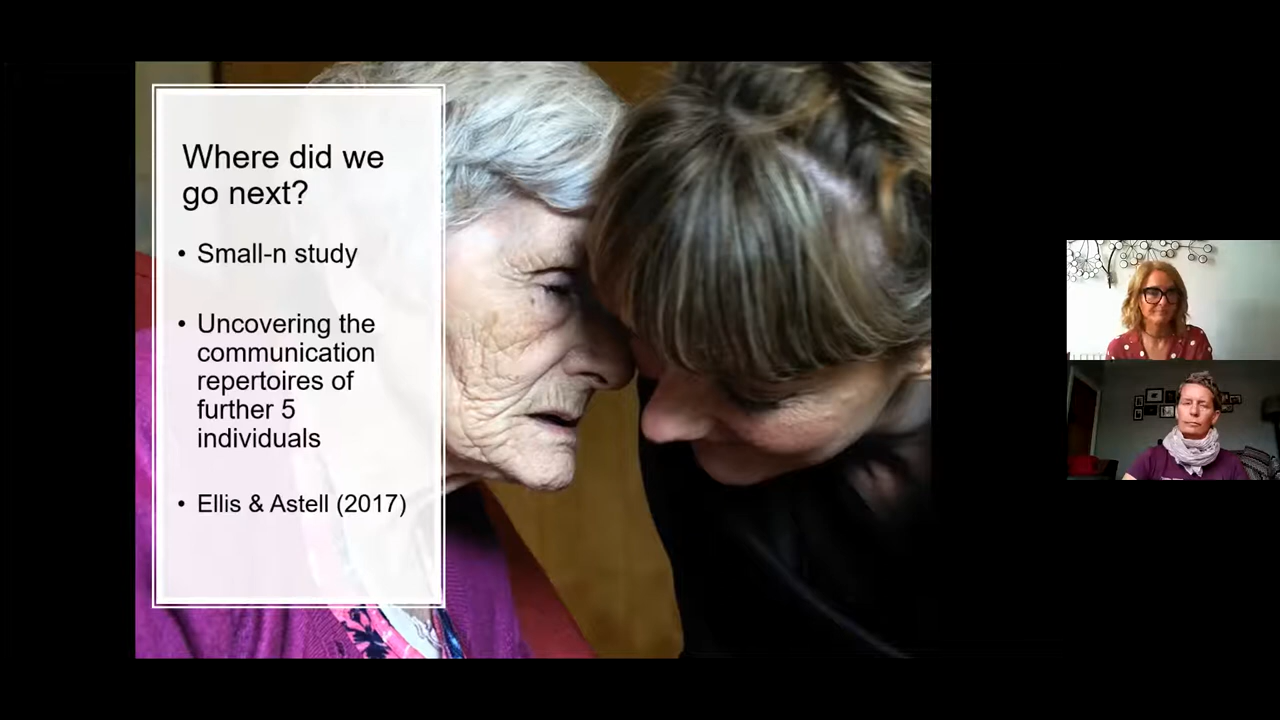 Where did we
go next?
• Small-n study
• Uncovering the
communication
repertoires of
further 5
individuals
• Ellis & Astell (2017)